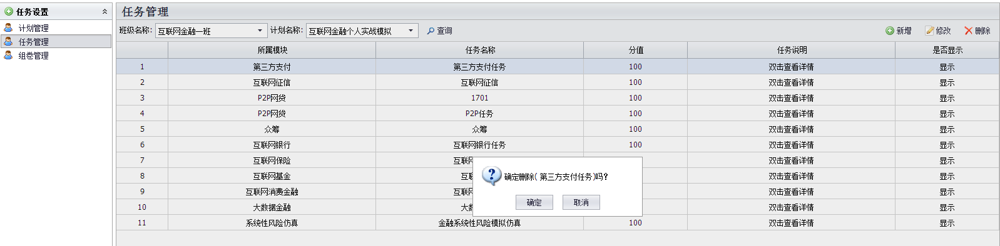 任务设置
计划管理
任务管理
组卷管理
任务管理
班级名称: 互联网金融一班 计划名称: 互联网金融个人实战模拟 查询 新增 修改 删除
所属模块 任务名称 分值 任务说明 是否显示
1 第三方支付 第三方支付任务 100 双击查看详情 显示
2 互联网征信 互联网征信 100 双击查看详情 显示
3 P2P网贷 1701 100 双击查看详情 显示
4 P2P网贷 P2P任务 100 双击查看详情 显示
5 众筹 众筹 100 双击查看详情 显示
6 互联网银行 互联网银行任务 100 双击查看详情 显示
7 互联网保险 互联网 双击查看详情 显示
8 互联网基金 互联 双击查看详情 显示
9 互联网消费金融 互联网 双击查看详情 显示
10 大数据金融 大数 双击查看详情 显示
11 系统性风险仿真 金融系统性风险模拟仿真 100 双击查看详情 显示
确定删除( 第三方支付任务)吗?
确定 取消